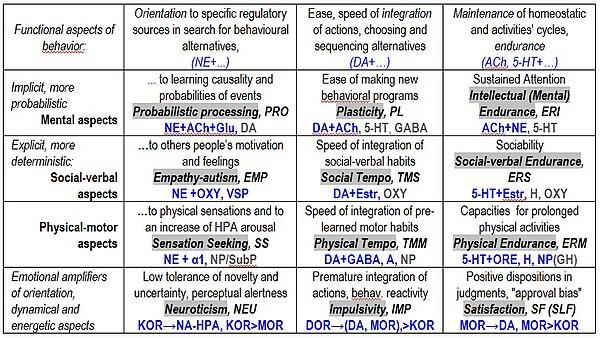 Functional aspects of behavior:
Orientation to specific regulatory sources in search for behavioural alternatives,
(NE+...)
Ease, speed of integration of actions, choosing and sequencing alternatives
(DA+...)
Maintenance of homeostatic and activities' cycles, endurance
(ACh, 5-HT+...)
Implicit, more probabilistic
Mental aspects
... to learning causality and probabilities of events
Probabilistic processing, PRO
NE+ACh+Glu, DA
Ease of making new behavioral programs
Plasticity, PL
DA+ACh, 5-HT, GABA
Sustained Attention
Intellectual (Mental) Endurance, ERI
ACh+NE, 5-HT
Explicit, more deterministic:
Social-verbal aspects
...to others people's motivation and feelings
Empathy-autism, EMP
NE +OXY, VSP
Speed of integration of social-verbal habits
Social Tempo, TMS
DA+Estr, OXY
Sociability
Social-verbal Endurance, ERS
5-HT+Estr, H, OXY
Physical-motor aspects
...to physical sensations and to an increase of HPA arousal
Sensation Seeking, SS
NE + α1, NP/SubP
Speed of integration of pre-learned motor habits
Physical Tempo, TMM
DA+GABA, A, NP
Capacities for prolonged physical activities
Physical Endurance, ERM
5-HT+ORE, H, NP(GH)
Emotional amplifiers of orientation, dynamical and energetic aspects
Low tolerance of novelty and uncertainty, perceptual alertness
Neuroticism, NEU
KOR→NA-HPA, KOR>MOR
Premature integration of actions, behav. reactivity
Impulsivity, IMP
DOR→(DA, MOR),>KOR
Positive dispositions in judgments, "approval bias"
Satisfaction, SF (SLF)
MOR→DA, MOR>KOR